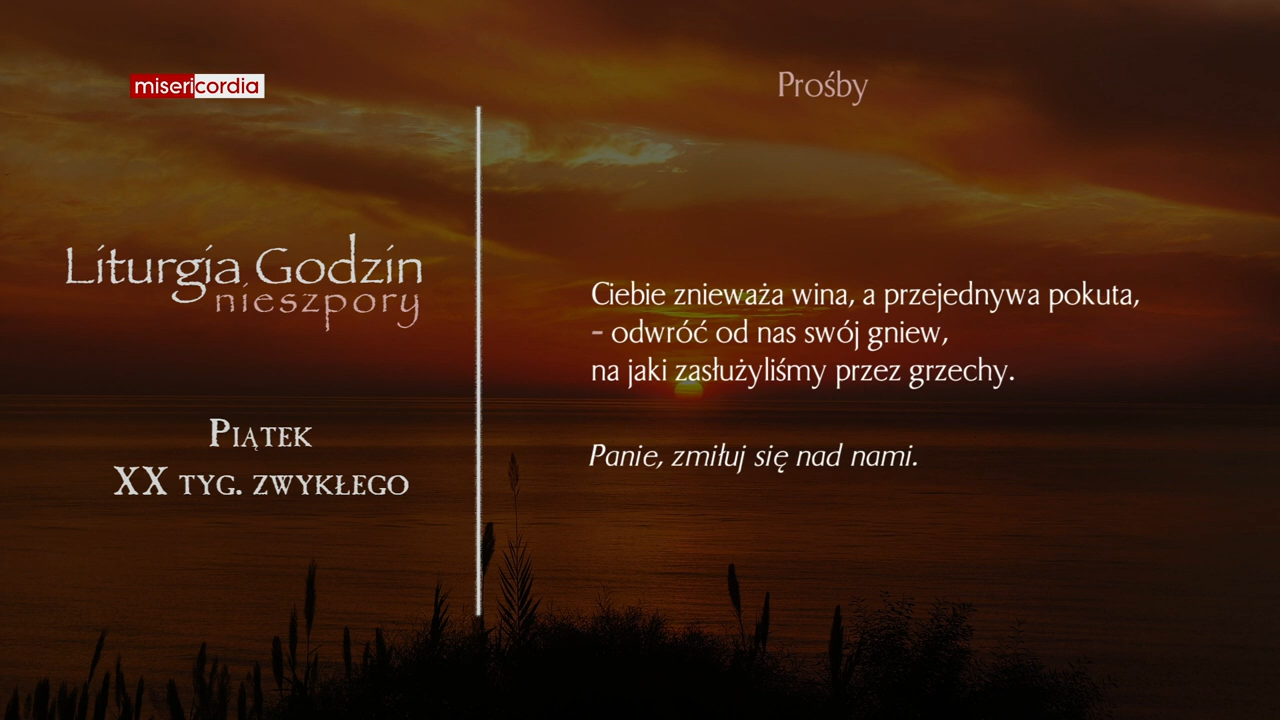 misericordia
Prośby
Liturgia Godzin
nieszpory
Ciebie znieważa wina, a przejednywa pokuta,
- odwróć od nas swój gniew,
na jaki zasłużyliśmy przez grzechy.
Piątek
XX tyg. zwykłego
Panie, zmiłuj się nad nami.